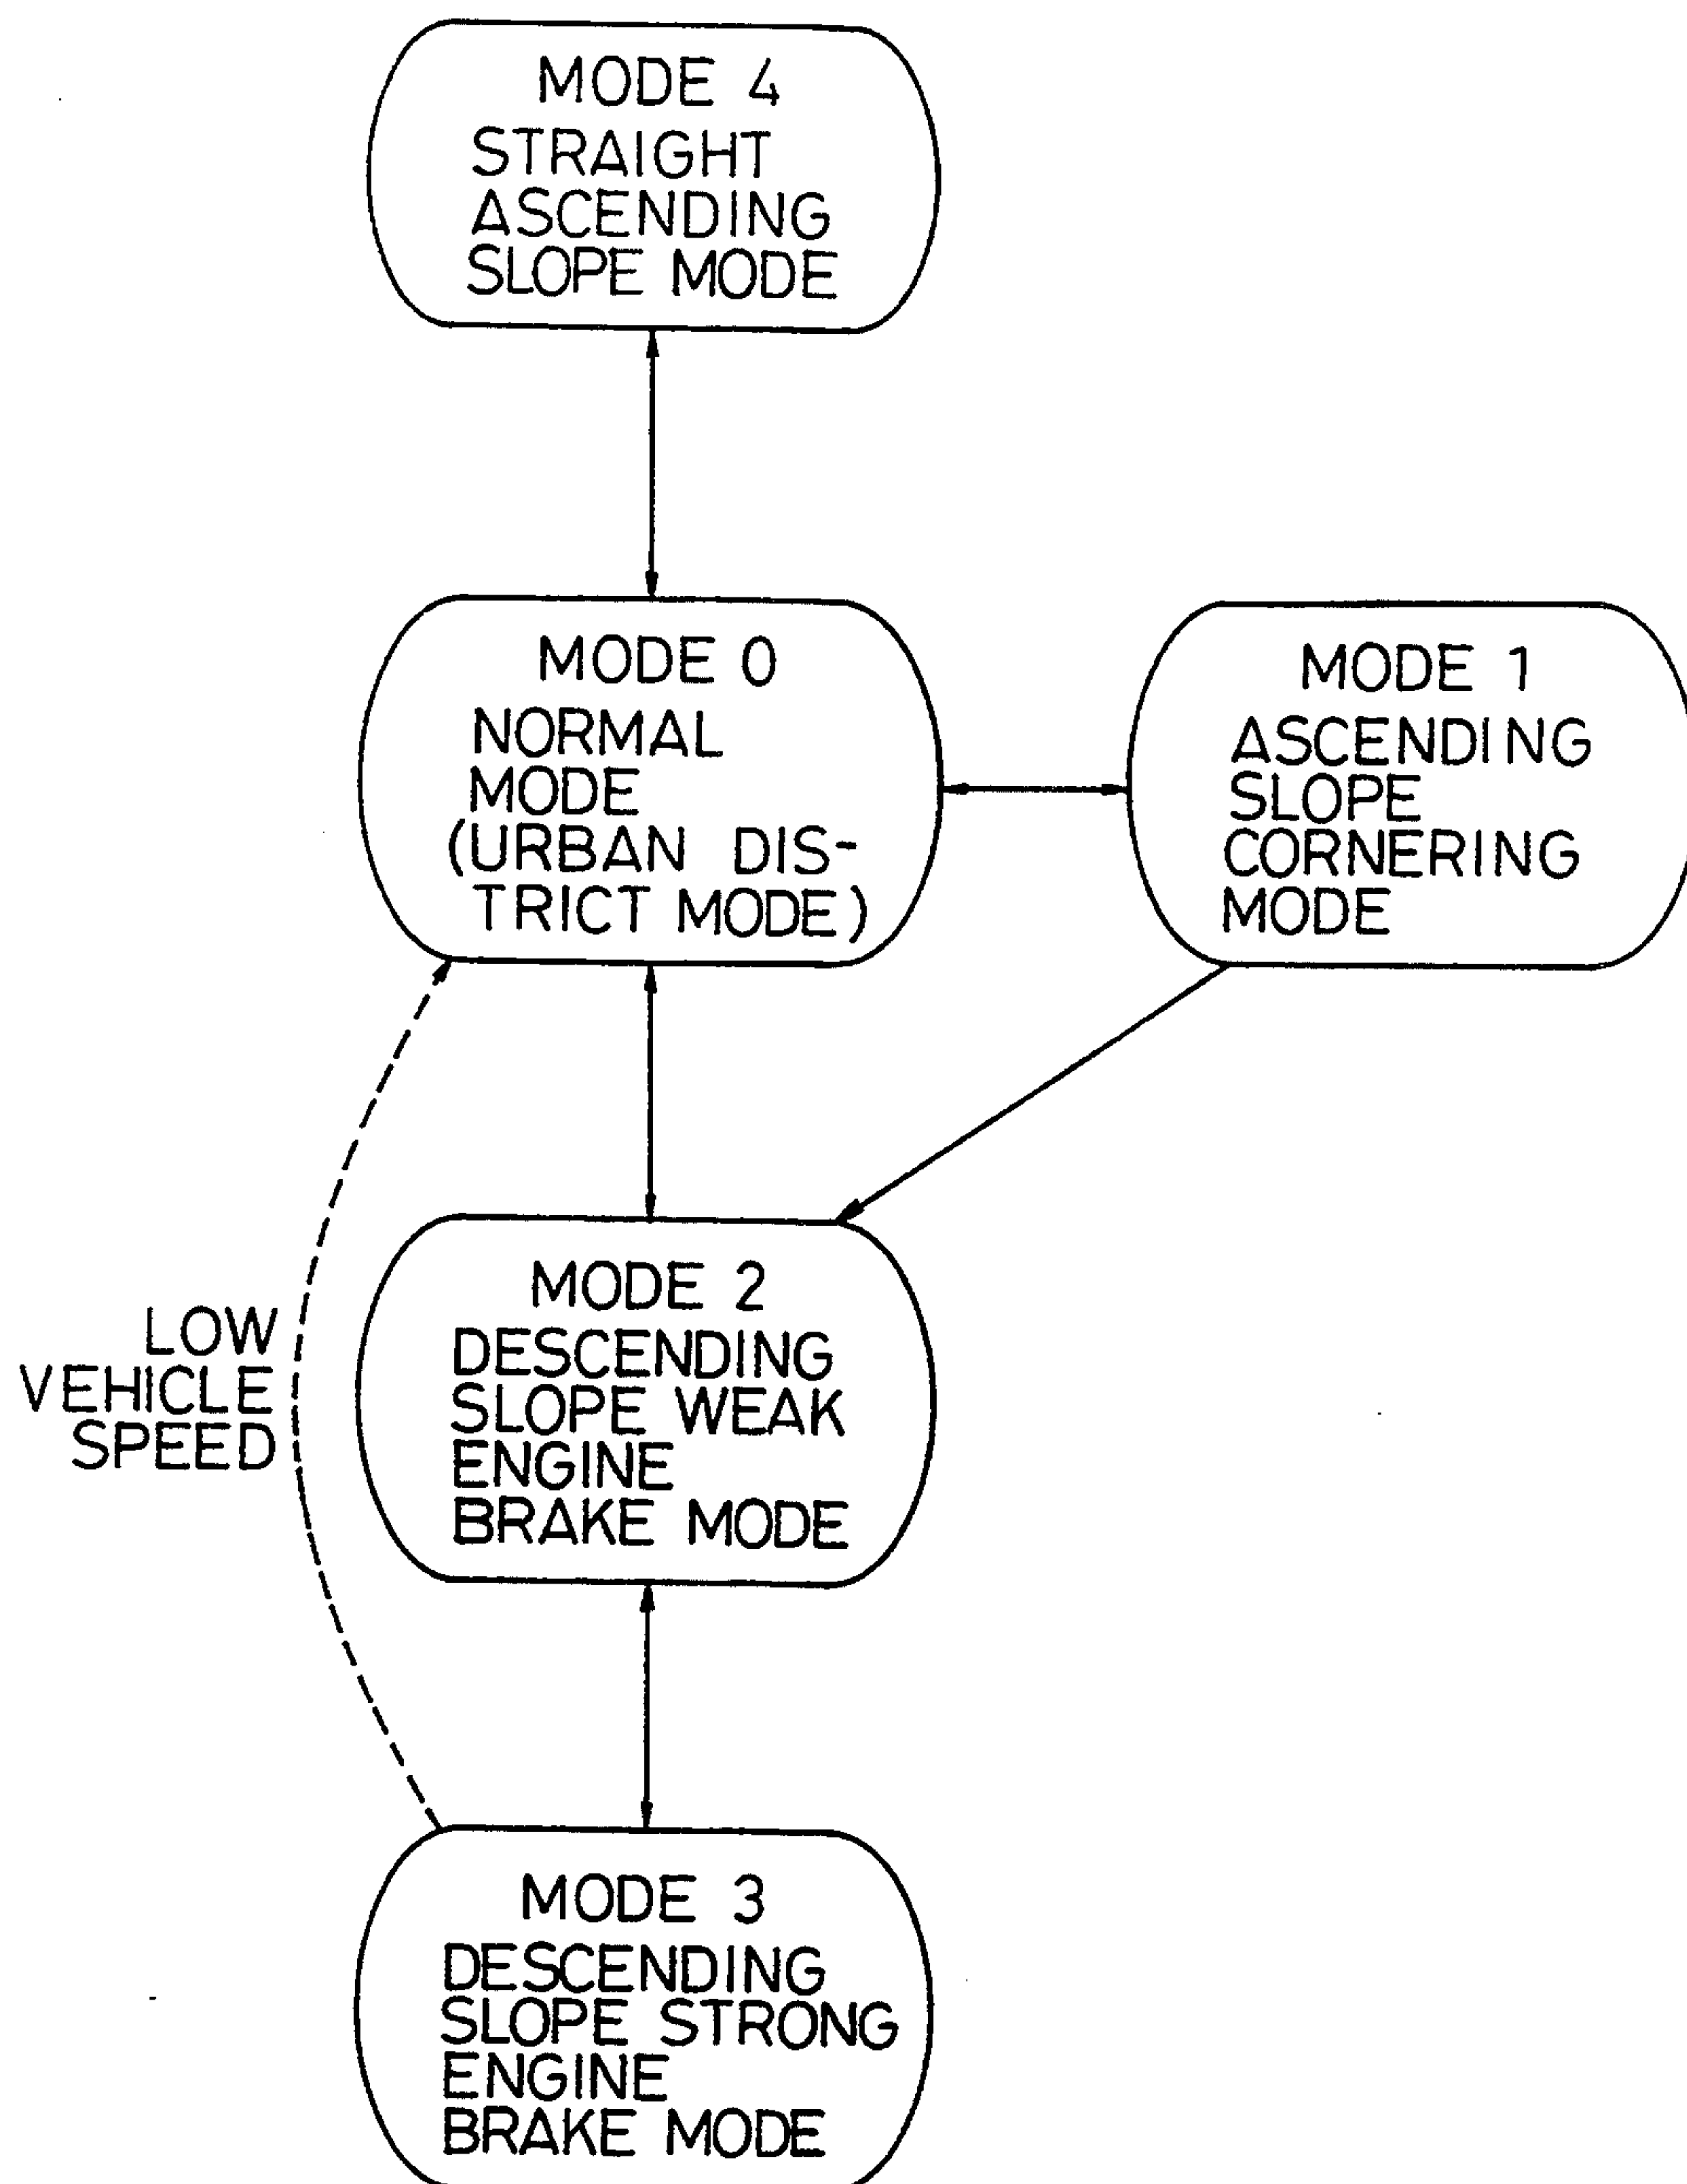 MODE 4
STRAIGHT
ASCENDING
SLOPE MODE
MODE 0
NORMAL
MODE
(URBAN DIS-
TRICT MODE)
MODE 1
ASCENDING
SLOPE
CORNERING
MODE
LOW
VEHICLE
SPEED
MODE 2
DESCENDING
SLOPE WEAK
ENGINE
BRAKE MODE
MODE 3
DESCENDING
SLOPE STRONG
ENGINE
BRAKE MODE